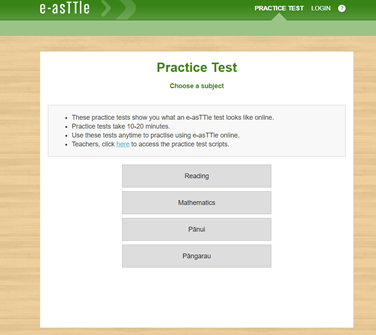 e-asTTle
PRACTICE TEST LOGIN ?
Practice Test
Choose a subject
These practice tests show you what an e-asTTle test looks like online.
Practice tests take 10-20 minutes.
Use these tests anytime to practise using e-asTTle online.
Teachers, click here to access the practice test scripts.
Reading
Mathematics
Pānui
Pāngarau